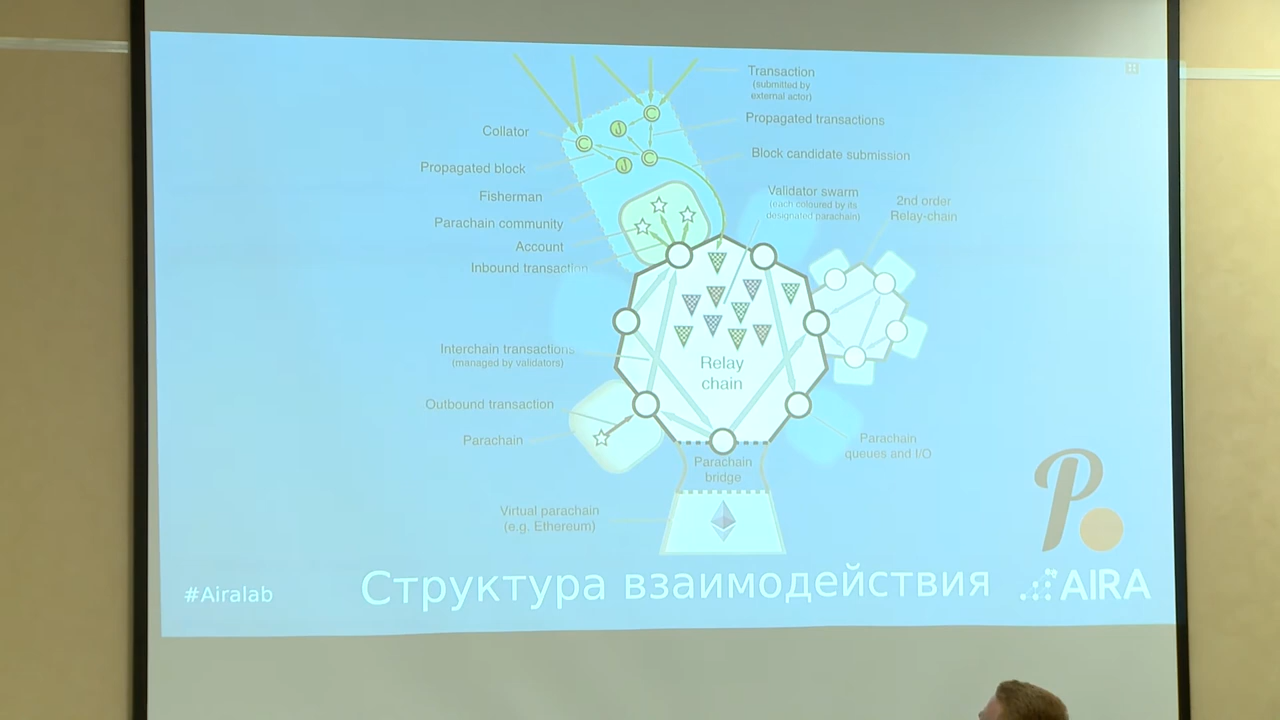 Transaction
(submitted by
external actor)
Collator
Propagated transactions
Propagated block
Block candidate submission
Fisherman
Validator swarm
(each coloured by its
designated parachain)
2nd order
Relay-chain
Parachain community
Account
Inbound transaction
C
C
C
Interchain transactions
(managed by validators)
Relay
chain
Outbound transaction
Parachain
Parachain
queues and I/O
Parachain
bridge
Virtual parachain
(e.g. Ethereum)
P
#Airalab
Структура взаимодействия
AIRA